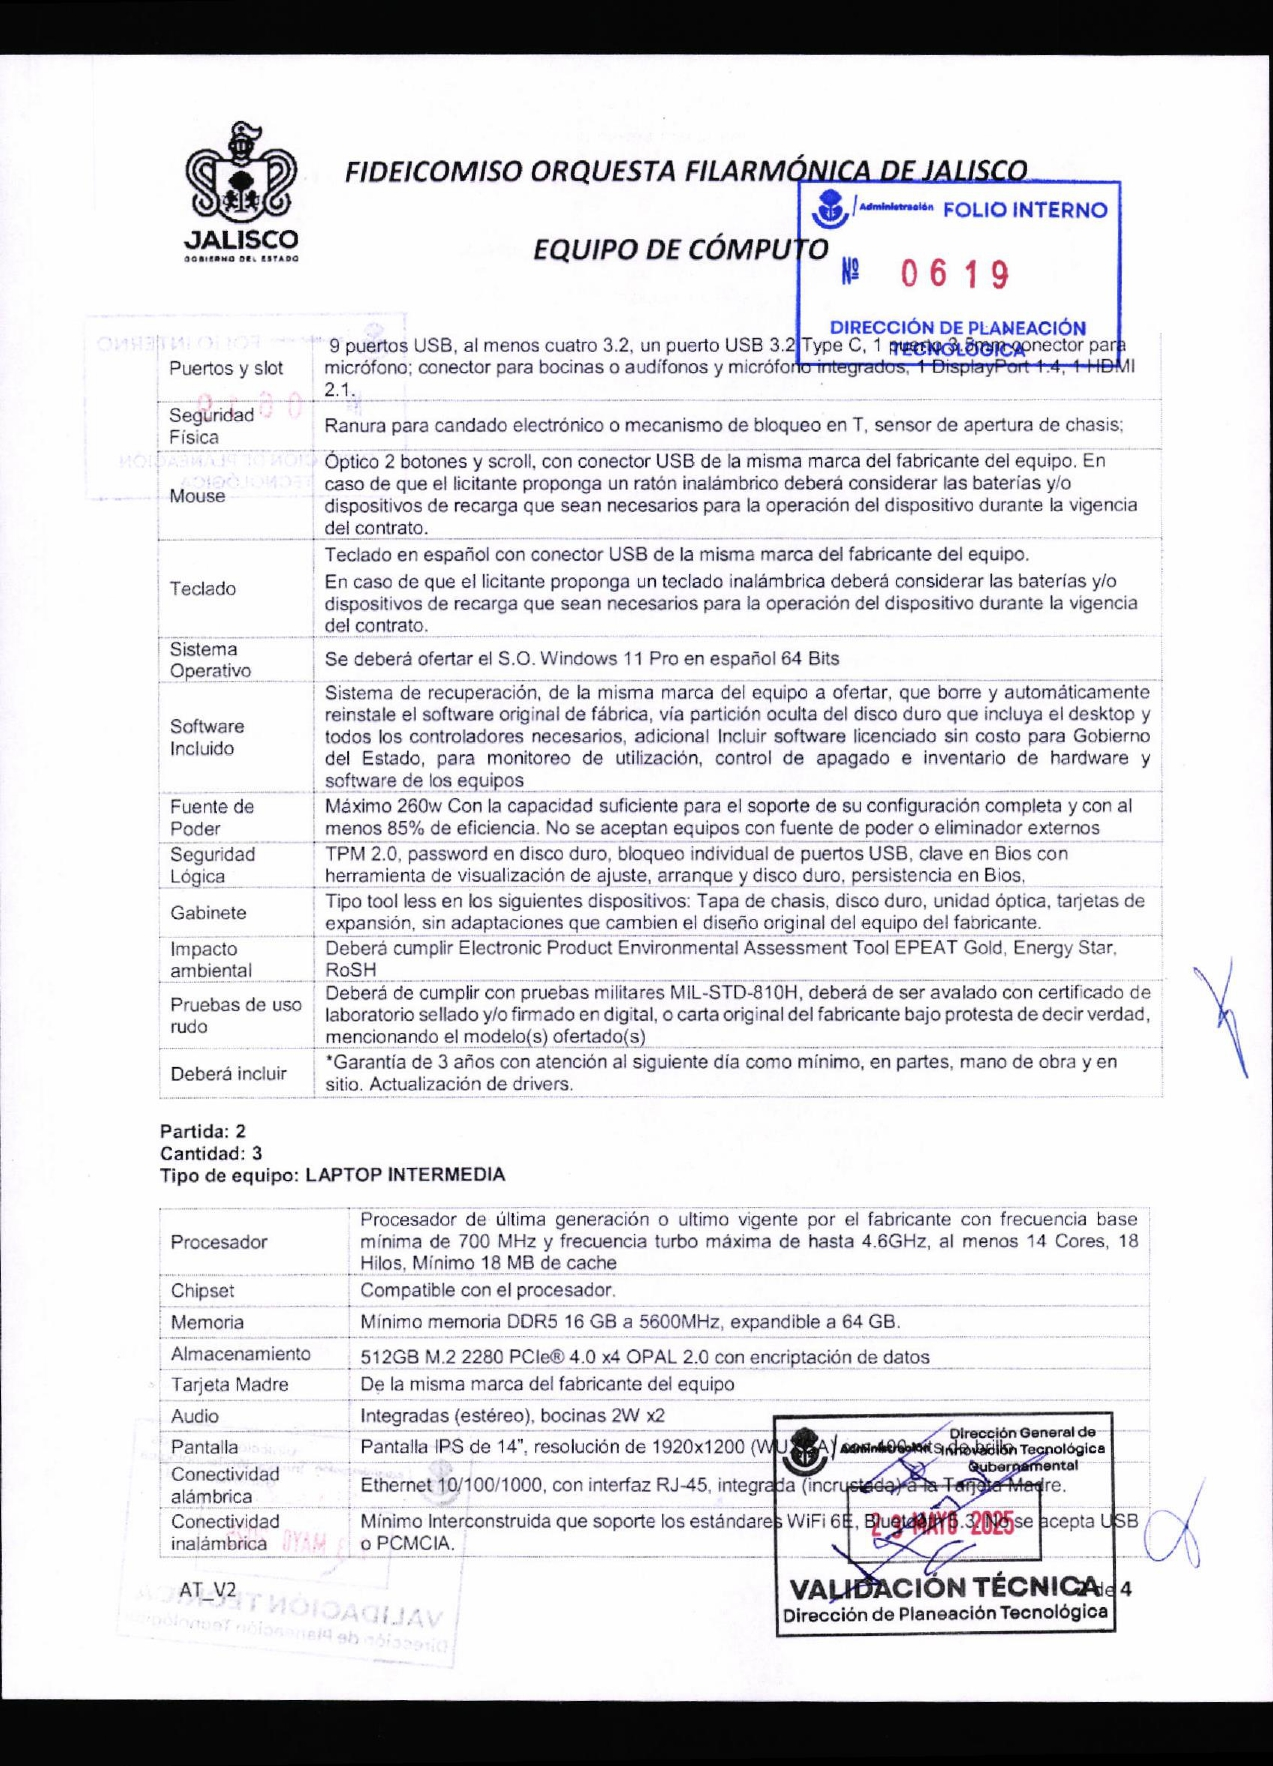 FIDEICOMISO ORQUESTA FILARMÓNICA DE JALISCO
JALISCO
GOBIERNO DEL ESTADO
EQUIPO DE CÓMPUTO
Administración FOLIO INTERNO
Nº 0619
DIRECCIÓN DE PLANEACIÓN
TECNOLÓGICA
Puertos y slot
9 puertos USB, al menos cuatro 3.2, un puerto USB 3.2 Type C, 1 puerto 3.5mm conector para
micrófono; conector para bocinas o audífonos y micrófono integrados, 1 DisplayPort 1.4, 1 HDMI
2.1.
Seguridad
Física
Ranura para candado electrónico o mecanismo de bloqueo en T, sensor de apertura de chasis;
Mouse
Óptico 2 botones y scroll, con conector USB de la misma marca del fabricante del equipo. En
caso de que el licitante proponga un ratón inalámbrico deberá considerar las baterías y/o
dispositivos de recarga que sean necesarios para la operación del dispositivo durante la vigencia
del contrato.
Teclado
Teclado en español con conector USB de la misma marca del fabricante del equipo.
En caso de que el licitante proponga un teclado inalámbrica deberá considerar las baterías y/o
dispositivos de recarga que sean necesarios para la operación del dispositivo durante la vigencia
del contrato.
Sistema
Operativo
Se deberá ofertar el S.O. Windows 11 Pro en español 64 Bits
Software
Incluido
Sistema de recuperación, de la misma marca del equipo a ofertar, que borre y automáticamente
reinstale el software original de fábrica, vía partición oculta del disco duro que incluya el desktop y
todos los controladores necesarios, adicional Incluir software licenciado sin costo para Gobierno
del Estado, para monitoreo de utilización, control de apagado e inventario de hardware y
software de los equipos
Fuente de
Poder
Máximo 260w Con la capacidad suficiente para el soporte de su configuración completa y con al
menos 85% de eficiencia. No se aceptan equipos con fuente de poder o eliminador externos
Seguridad
Lógica
TPM 2.0, password en disco duro, bloqueo individual de puertos USB, clave en Bios con
herramienta de visualización de ajuste, arranque y disco duro, persistencia en Bios,
Gabinete
Tipo tool less en los siguientes dispositivos: Tapa de chasis, disco duro, unidad óptica, tarjetas de
expansión, sin adaptaciones que cambien el diseño original del equipo del fabricante.
Impacto
ambiental
Deberá cumplir Electronic Product Environmental Assessment Tool EPEAT Gold, Energy Star,
RoSH
Pruebas de uso
rudo
Deberá de cumplir con pruebas militares MIL-STD-810H, deberá de ser avalado con certificado de
laboratorio sellado y/o firmado en digital, o carta original del fabricante bajo protesta de decir verdad,
mencionando el modelo(s) ofertado(s)
Deberá incluir
*Garantía de 3 años con atención al siguiente día como mínimo, en partes, mano de obra y en
sitio. Actualización de drivers.
Partida: 2
Cantidad: 3
Tipo de equipo: LAPTOP INTERMEDIA
Procesador
Procesador de última generación o ultimo vigente por el fabricante con frecuencia base
mínima de 700 MHz y frecuencia turbo máxima de hasta 4.6GHz, al menos 14 Cores, 18
Hilos, Mínimo 18 MB de cache
Chipset
Compatible con el procesador.
Memoria
Mínimo memoria DDR5 16 GB a 5600MHz, expandible a 64 GB.
Almacenamiento
512GB M.2 2280 PCIe® 4.0 x4 OPAL 2.0 con encriptación de datos
Tarjeta Madre
De la misma marca del fabricante del equipo
Audio
Integradas (estéreo), bocinas 2W x2
Pantalla
Pantalla IPS de 14", resolución de 1920x1200 (WUXGA) con 400 nits de brillo
Conectividad
alámbrica
Ethernet 10/100/1000, con interfaz RJ-45, integrada (incrustada) a la Tarjeta Madre.
Conectividad
inalámbrica
Mínimo Interconstruida que soporte los estándares WiFi 6E, Bluetooth 5.3. No se acepta USB
o PCMCIA.
Administración
Dirección General de
Innovación Tecnológica
Gubernamental
23 MAYO 2025
VALIDACIÓN TÉCNICA
Dirección de Planeación Tecnológica
AT_V2
2 de 4